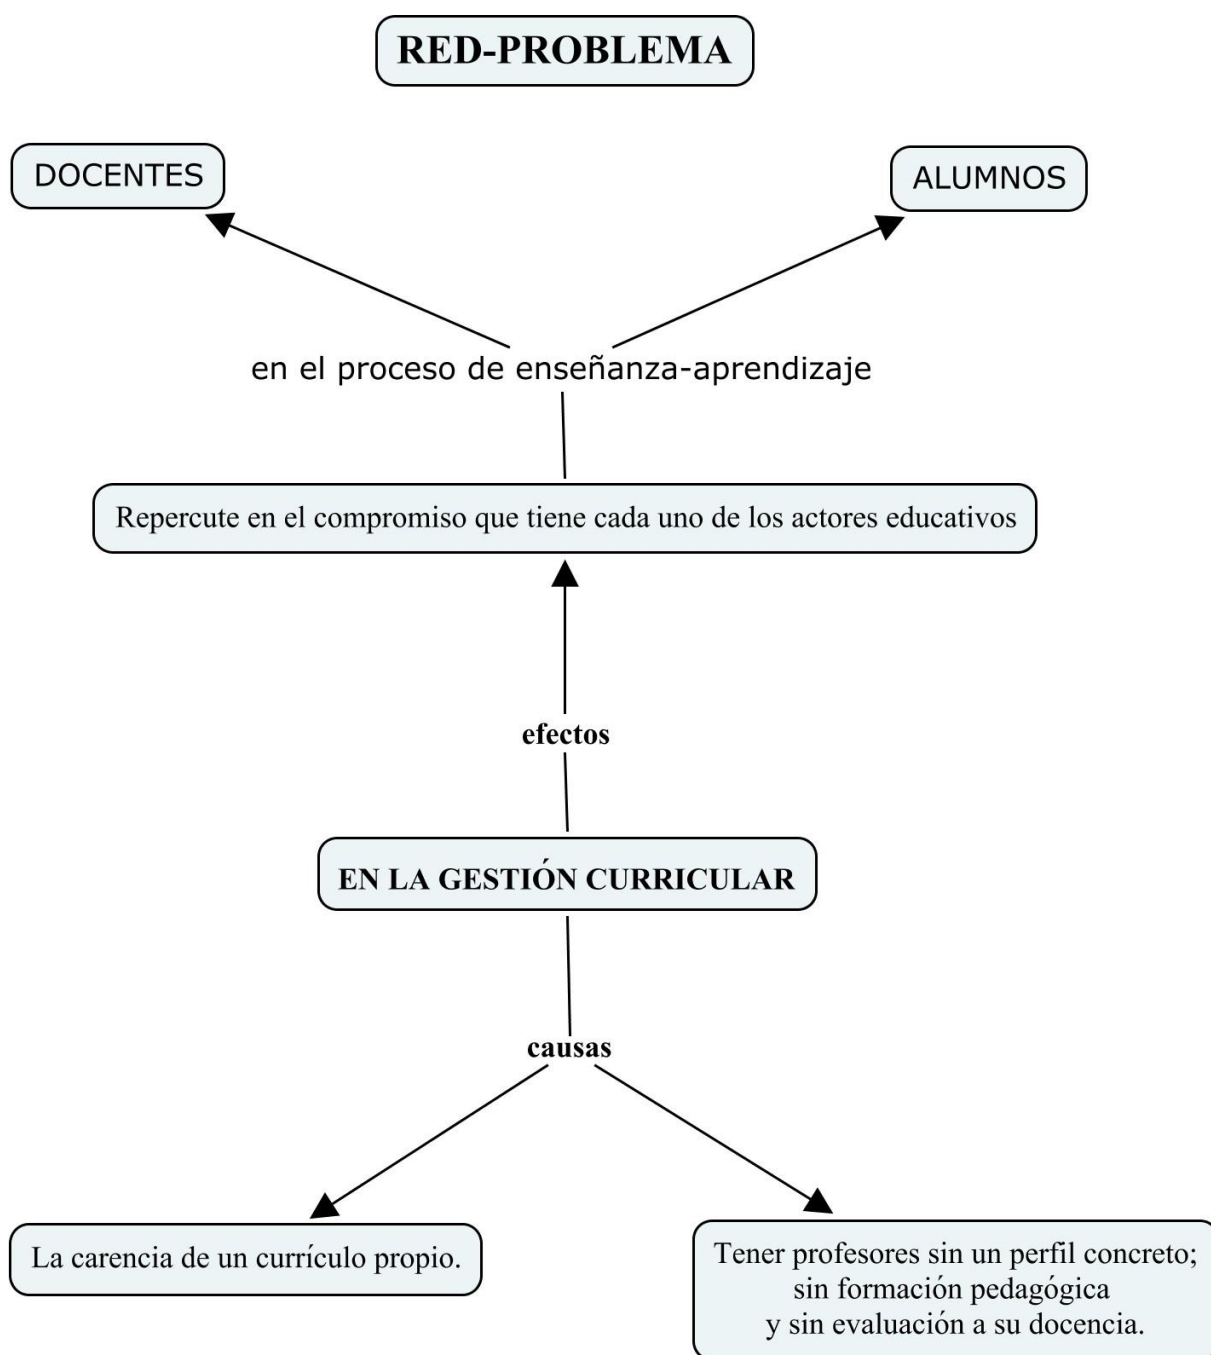 RED-PROBLEMA
DOCENTES
ALUMNOS
en el proceso de enseñanza-aprendizaje
Repercute en el compromiso que tiene cada uno de los actores educativos
efectos
EN LA GESTIÓN CURRICULAR
causas
La carencia de un currículo propio.
Tener profesores sin un perfil concreto;
sin formación pedagógica
y sin evaluación a su docencia.